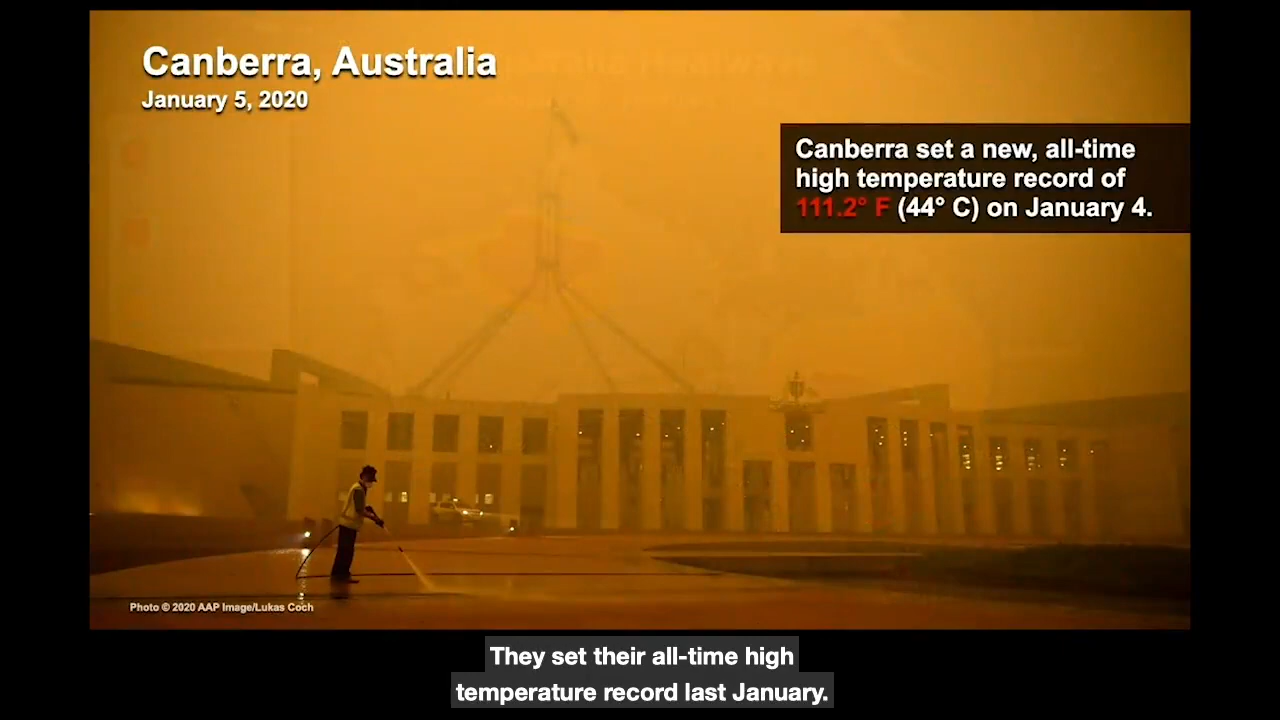 Canberra, Australia
January 5, 2020
Canberra set a new, all-time
high temperature record of
111.2° F (44° C) on January 4.
Photo © 2020 AAP Image/Lukas Coch
They set their all-time high
temperature record last January.